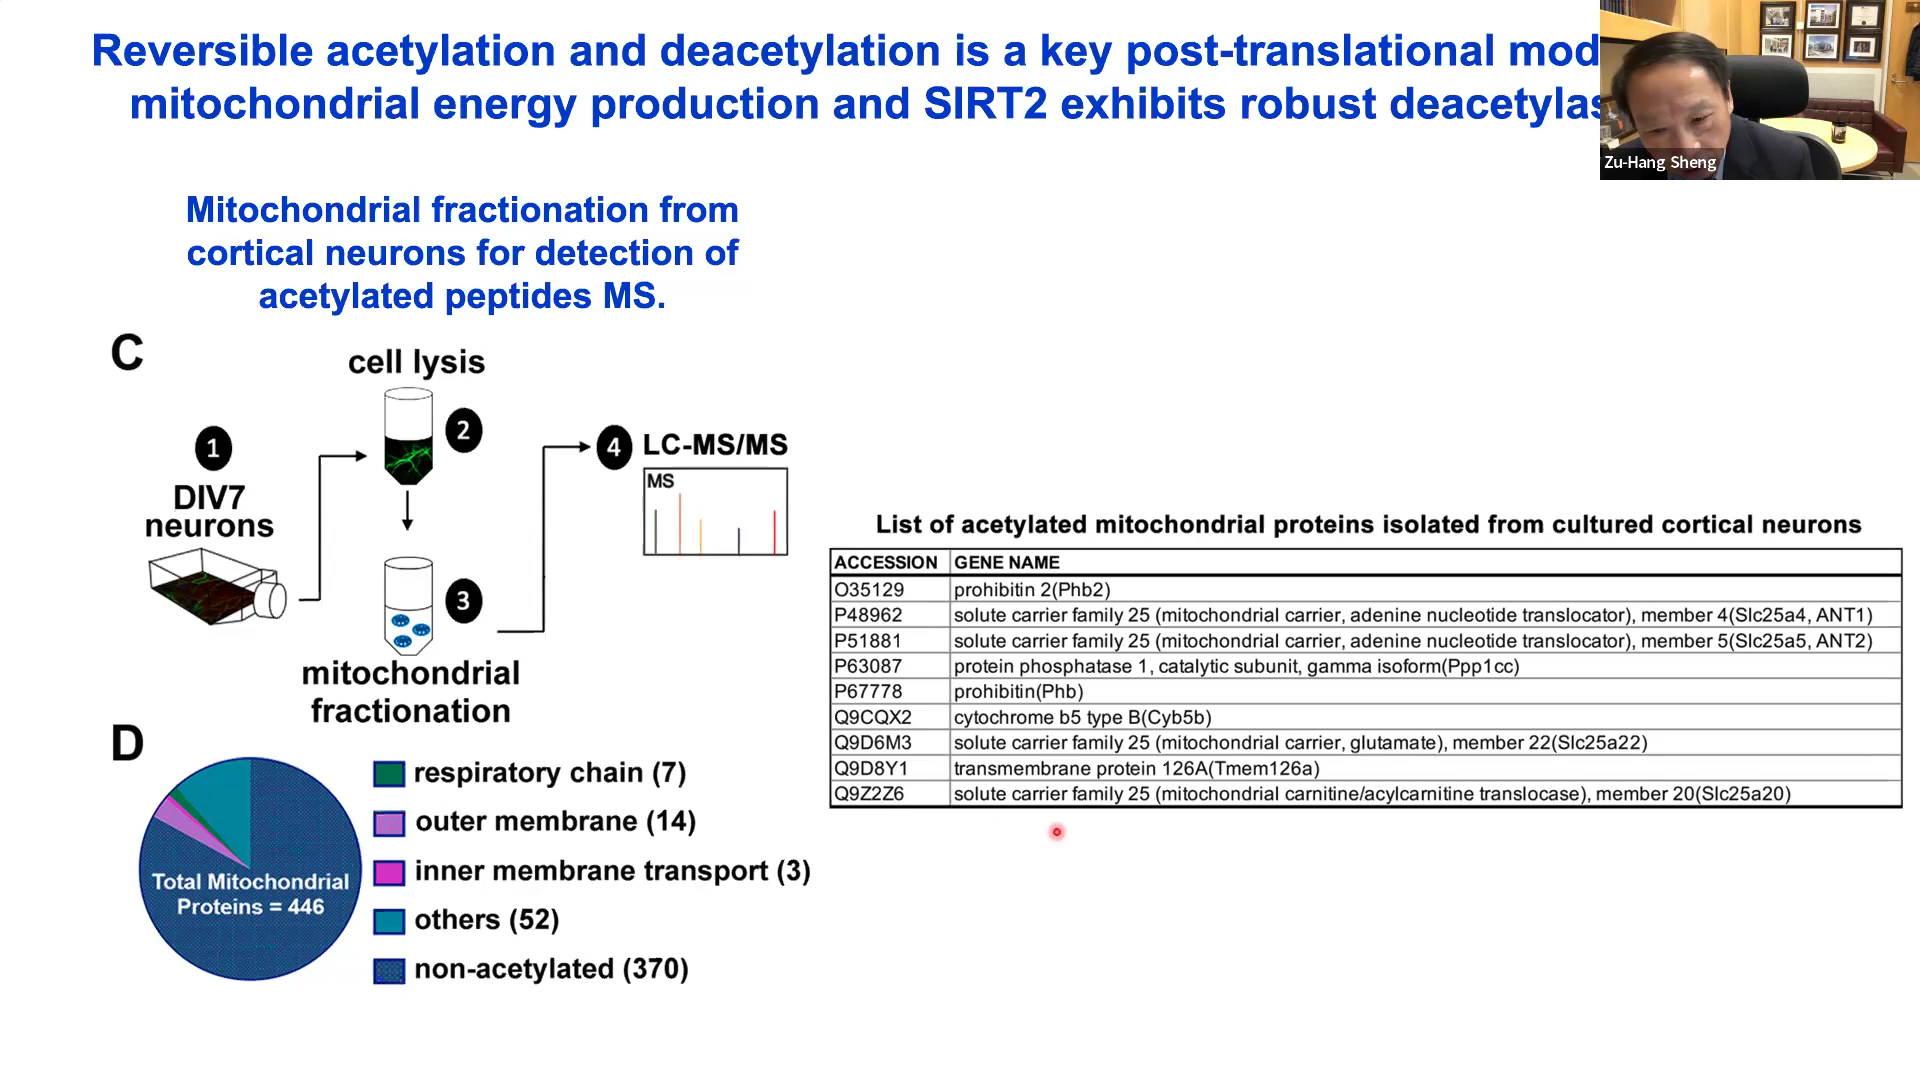 Reversible acetylation and deacetylation is a key post-translational mod
mitochondrial energy production and SIRT2 exhibits robust deacetylas
Zu-Hang Sheng
Mitochondrial fractionation from
cortical neurons for detection of
acetylated peptides MS.
C
cell lysis
1
2
DIV7
neurons
3
mitochondrial
fractionation
4
LC-MS/MS
MS
List of acetylated mitochondrial proteins isolated from cultured cortical neurons
ACCESSION GENE NAME
O35129 prohibitin 2(Phb2)
P48962 solute carrier family 25 (mitochondrial carrier, adenine nucleotide translocator), member 4(Slc25a4, ANT1)
P51881 solute carrier family 25 (mitochondrial carrier, adenine nucleotide translocator), member 5(Slc25a5, ANT2)
P63087 protein phosphatase 1, catalytic subunit, gamma isoform(Ppp1cc)
P67778 prohibitin(Phb)
Q9CQX2 cytochrome b5 type B(Cyb5b)
Q9D6M3 solute carrier family 25 (mitochondrial carrier, glutamate), member 22(Slc25a22)
Q9D8Y1 transmembrane protein 126A(Tmem126a)
Q9Z2Z6 solute carrier family 25 (mitochondrial carnitine/acylcarnitine translocase), member 20(Slc25a20)
D
Total Mitochondrial
Proteins = 446
respiratory chain (7)
outer membrane (14)
inner membrane transport (3)
others (52)
non-acetylated (370)